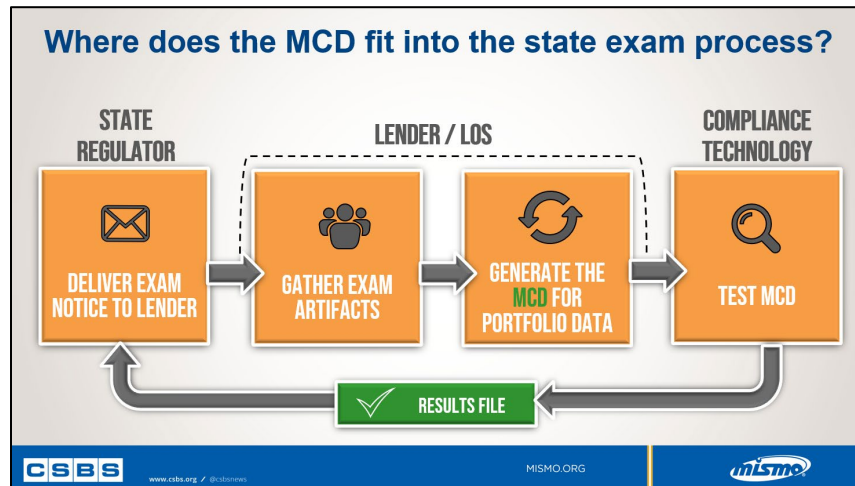 Where does the MCD fit into the state exam process?
STATE
REGULATOR
LENDER / LOS
COMPLIANCE
TECHNOLOGY
DELIVER EXAM
NOTICE TO LENDER
GATHER EXAM
ARTIFACTS
GENERATE THE
MCD FOR
PORTFOLIO DATA
TEST MCD
RESULTS FILE
CSBS
www.csbs.org / @csbsnews
MISMO.ORG
mismo